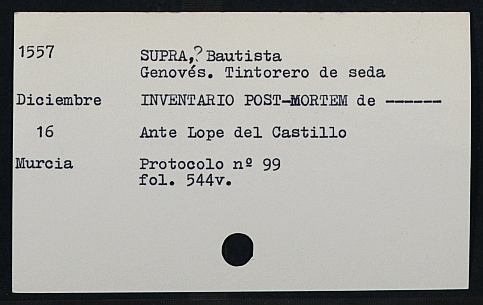 1557 SUPRA,? Bautista
Genovés. Tintorero de seda
Diciembre INVENTARIO POST-MORTEM de ------
16 Ante Lope del Castillo
Murcia Protocolo nº 99
fol. 544v.